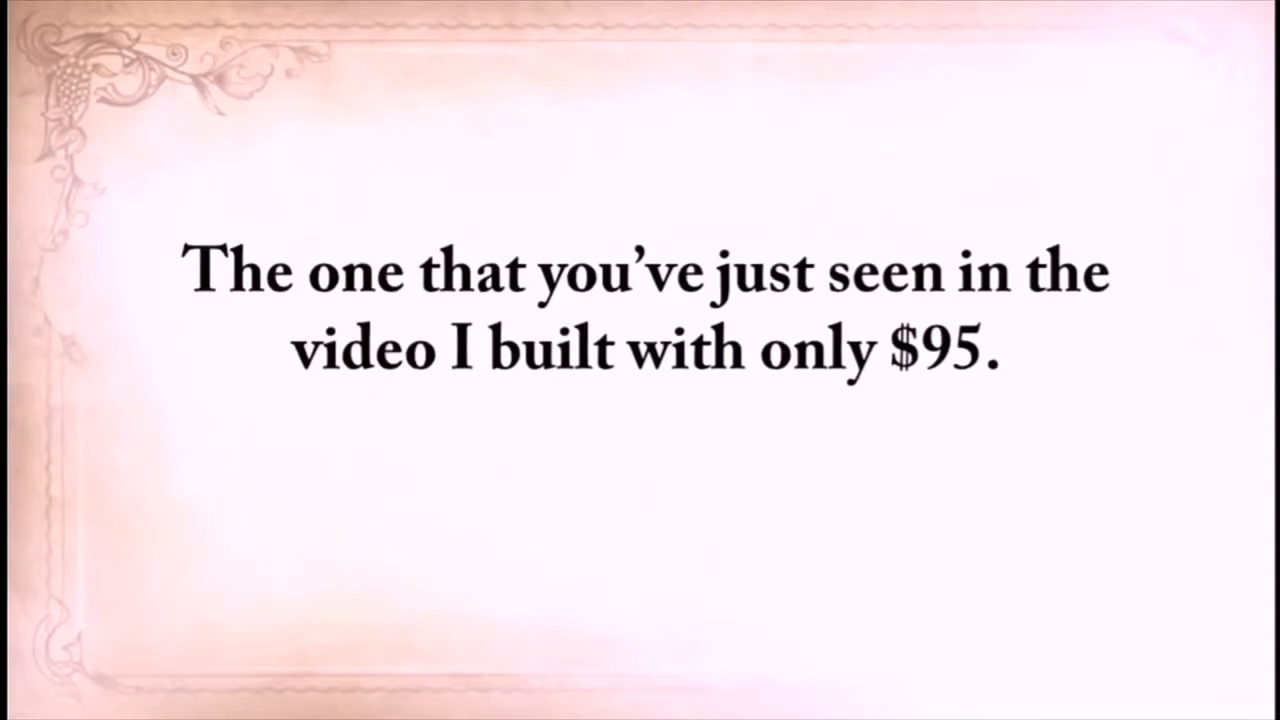 The one that you’ve just seen in the
video I built with only $95.